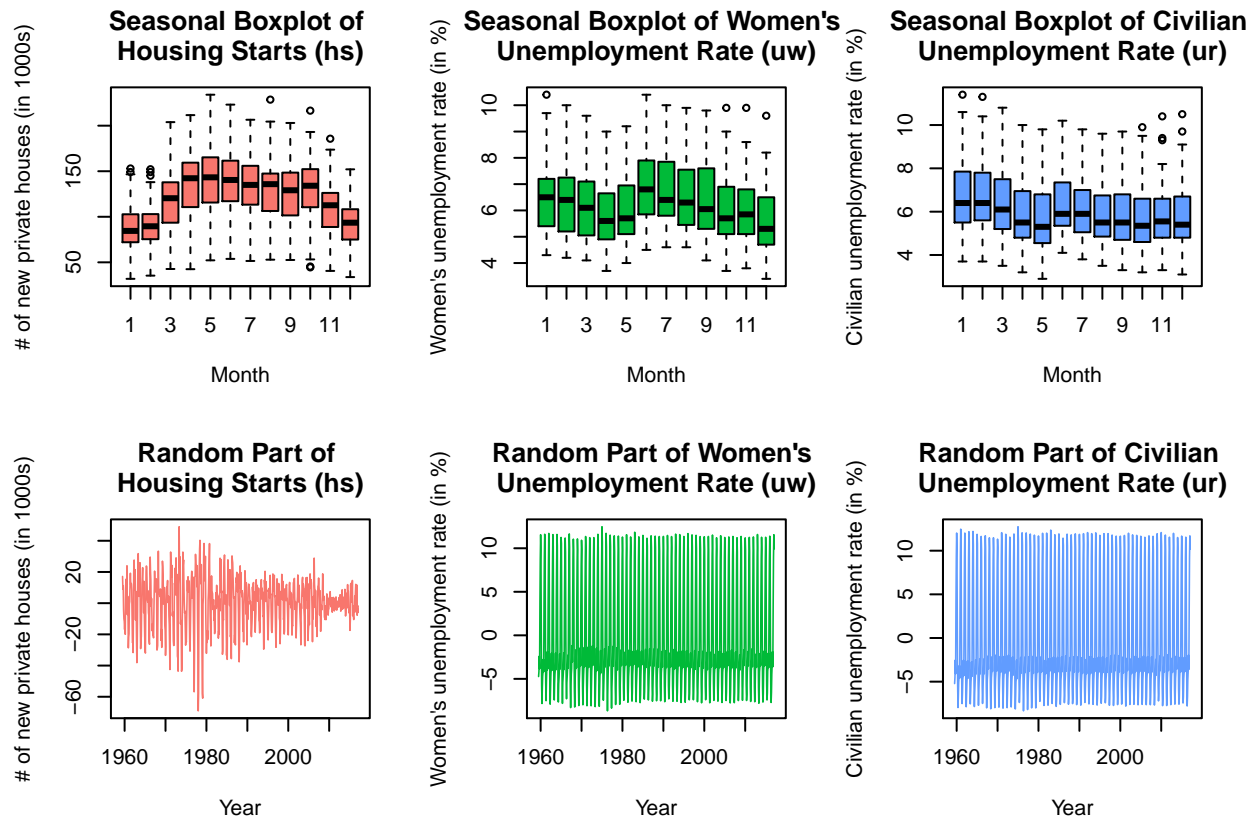 Seasonal Boxplot of
Housing Starts (hs)
# of new private houses (in 1000s)
50
150
1
3
5
7
9
11
Month
Seasonal Boxplot of Women's
Unemployment Rate (uw)
Women's unemployment rate (in %)
4
6
8
10
1
3
5
7
9
11
Month
Seasonal Boxplot of Civilian
Unemployment Rate (ur)
Civilian unemployment rate (in %)
4
6
8
10
1
3
5
7
9
11
Month
Random Part of
Housing Starts (hs)
# of new private houses (in 1000s)
−60
−20
20
1960
1980
2000
Year
Random Part of Women's
Unemployment Rate (uw)
Women's unemployment rate (in %)
−5
0
5
10
1960
1980
2000
Year
Random Part of Civilian
Unemployment Rate (ur)
Civilian unemployment rate (in %)
−5
0
5
10
1960
1980
2000
Year